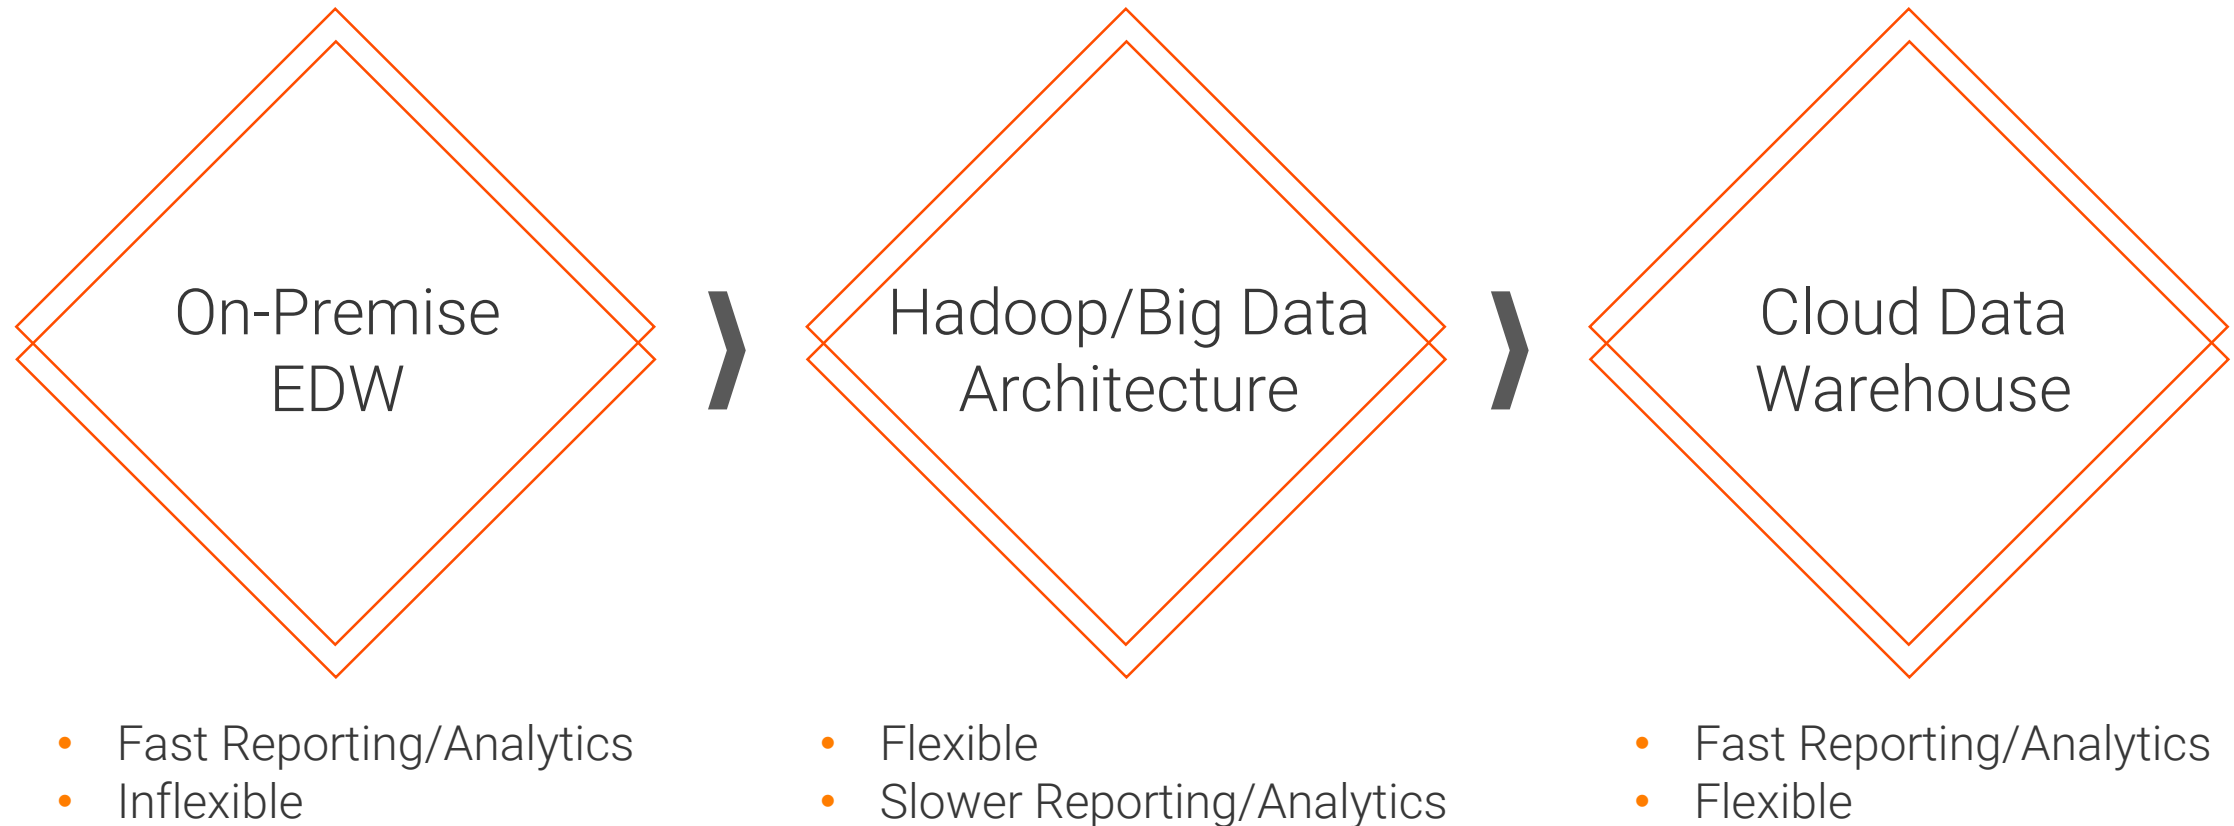 On-Premise
EDW
Hadoop/Big Data
Architecture
Cloud Data
Warehouse
• Fast Reporting/Analytics
• Inflexible
• Flexible
• Slower Reporting/Analytics
• Fast Reporting/Analytics
• Flexible